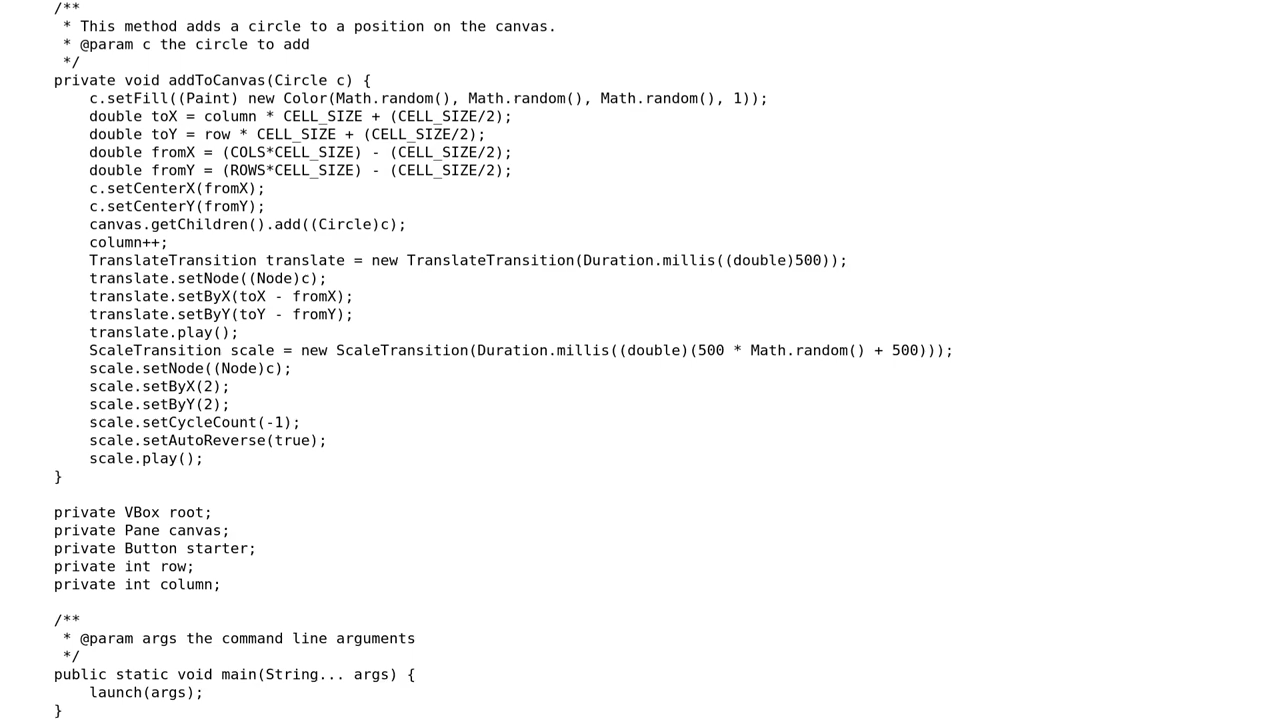 /**
 * This method adds a circle to a position on the canvas.
 * @param c the circle to add
 */
private void addToCanvas(Circle c) {
    c.setFill((Paint) new Color(Math.random(), Math.random(), Math.random(), 1));
    double toX = column * CELL_SIZE + (CELL_SIZE/2);
    double toY = row * CELL_SIZE + (CELL_SIZE/2);
    double fromX = (COLS*CELL_SIZE) - (CELL_SIZE/2);
    double fromY = (ROWS*CELL_SIZE) - (CELL_SIZE/2);
    c.setCenterX(fromX);
    c.setCenterY(fromY);
    canvas.getChildren().add((Circle)c);
    column++;
    TranslateTransition translate = new TranslateTransition(Duration.millis((double)500));
    translate.setNode((Node)c);
    translate.setByX(toX - fromX);
    translate.setByY(toY - fromY);
    translate.play();
    ScaleTransition scale = new ScaleTransition(Duration.millis((double)(500 * Math.random() + 500)));
    scale.setNode((Node)c);
    scale.setByX(2);
    scale.setByY(2);
    scale.setCycleCount(-1);
    scale.setAutoReverse(true);
    scale.play();
}

private VBox root;
private Pane canvas;
private Button starter;
private int row;
private int column;

/**
 * @param args the command line arguments
 */
public static void main(String... args) {
    launch(args);
}